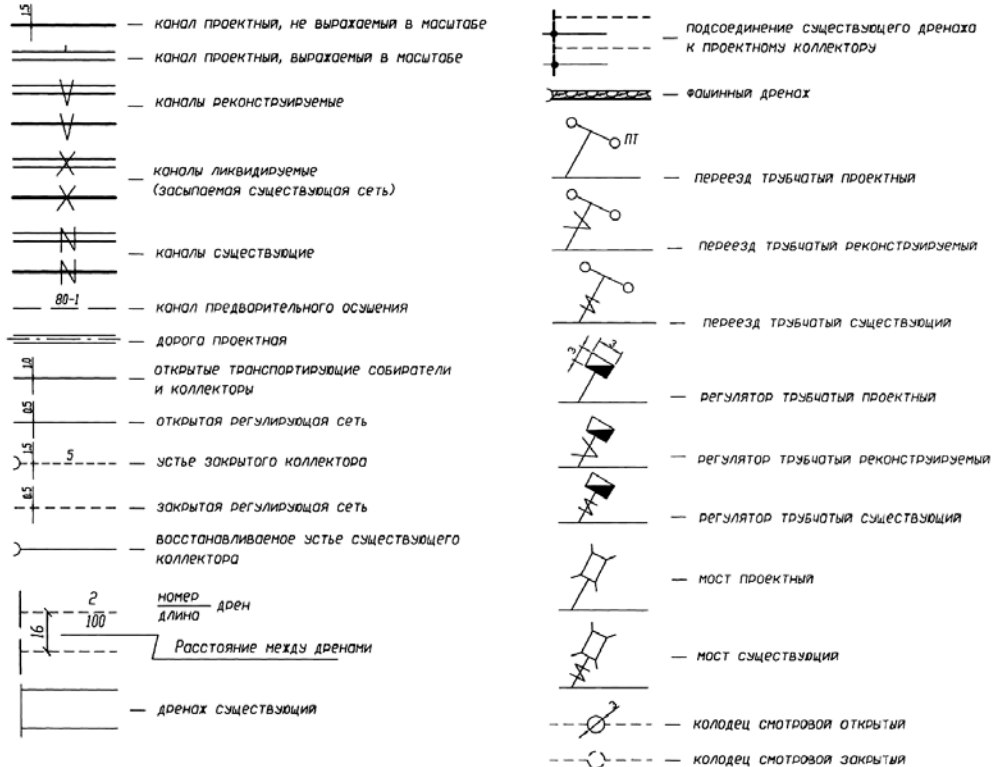 1.5
— канал проектный, не выражаемый в масштабе
— канал проектный, выражаемый в масштабе
— каналы реконструируемые
— каналы ликвидируемые
(засыпаемая существующая сеть)
— каналы существующие
80-1
— канал предворительного осушения
— дорога проектная
1.0
— открытые транспортирующие собиратели
и коллекторы
0.5
— открытая регулирующая сеть
1.5
5
— устье закрытого коллектора
0.5
— закрытая регулирующая сеть
— восстанавливаемое устье существующего
коллектора
2
100
16
номер
длина
дрен
Расстояние между дренами
— дренаж существующий
— подсоединение существующего дренажа
к проектному коллектору
— фашинный дренаж
ПТ
— переезд трубчатый проектный
— переезд трубчатый реконструируемый
— переезд трубчатый существующий
3
3
— регулятор трубчатый проектный
— регулятор трубчатый реконструируемый
— регулятор трубчатый существующий
— мост проектный
— мост существующий
3
— колодец смотровой открытый
— колодец смотровой закрытый